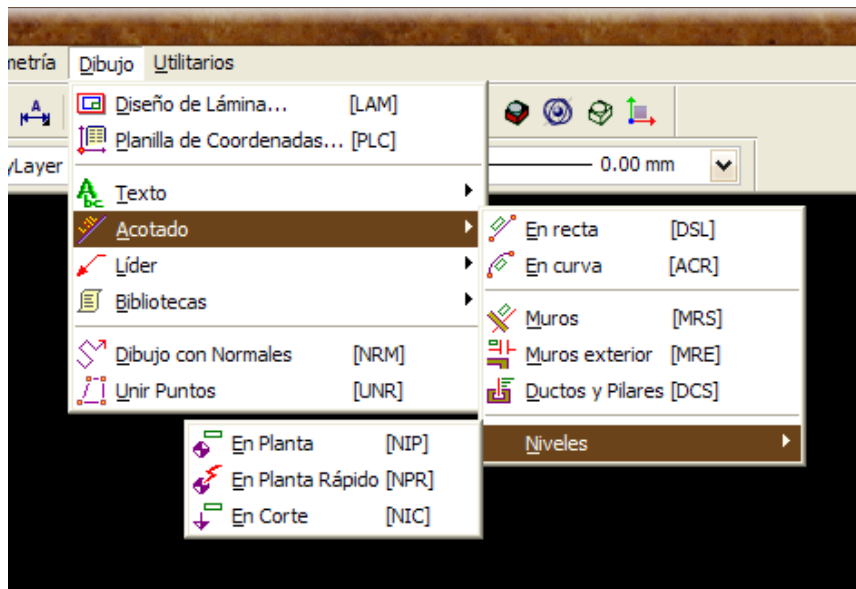 Dibujo Utilitarios
A
Diseño de Lámina... [LAM]
Planilla de Coordenadas... [PLC]
0.00 mm
Texto
Acotado
Líder
Bibliotecas
Dibujo con Normales [NRM]
Unir Puntos [UNR]
En recta [DSL]
En curva [ACR]
Muros [MRS]
Muros exterior [MRE]
Ductos y Pilares [DCS]
Niveles
En Planta [NIP]
En Planta Rápido [NPR]
En Corte [NIC]